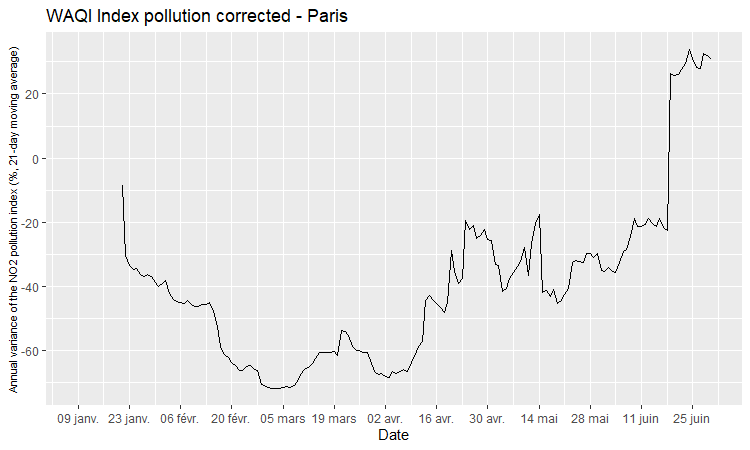 WAQI Index pollution corrected - Paris
Annual variance of the NO2 pollution index (%, 21-day moving average)
20
0
-20
-40
-60
09 janv. 23 janv. 06 févr. 20 févr. 05 mars 19 mars 02 avr. 16 avr. 30 avr. 14 mai 28 mai 11 juin 25 juin
Date